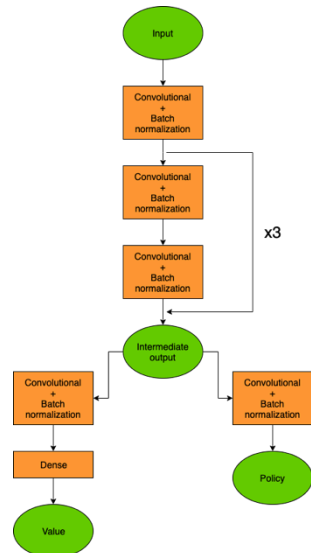 Input
Convolutional
+
Batch
normalization
Convolutional
+
Batch
normalization
x3
Convolutional
+
Batch
normalization
Intermediate
output
Convolutional
+
Batch
normalization
Convolutional
+
Batch
normalization
Dense
Policy
Value